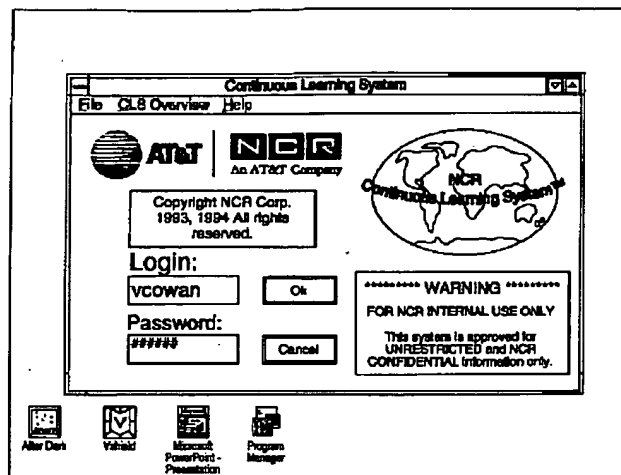 Continuous Learning System
File CLS Overview Help
AT&T
NCR
An AT&T Company
Copyright NCR Corp.
1993, 1994 All rights
reserved.
NCR
Continuous Learning System™
Login:
vcowan
Ok
Password:
######
Cancel
********* WARNING *********
FOR NCR INTERNAL USE ONLY
This system is approved for
UNRESTRICTED and NCR
CONFIDENTIAL information only.
After Dark
Vshield
Microsoft
PowerPoint -
Presentation
Program
Manager